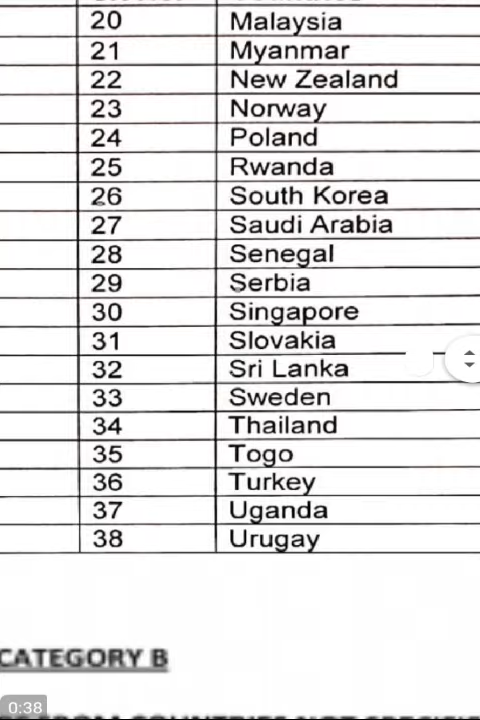 20 Malaysia
21 Myanmar
22 New Zealand
23 Norway
24 Poland
25 Rwanda
26 South Korea
27 Saudi Arabia
28 Senegal
29 Serbia
30 Singapore
31 Slovakia
32 Sri Lanka
33 Sweden
34 Thailand
35 Togo
36 Turkey
37 Uganda
38 Urugay
CATEGORY B
0:38